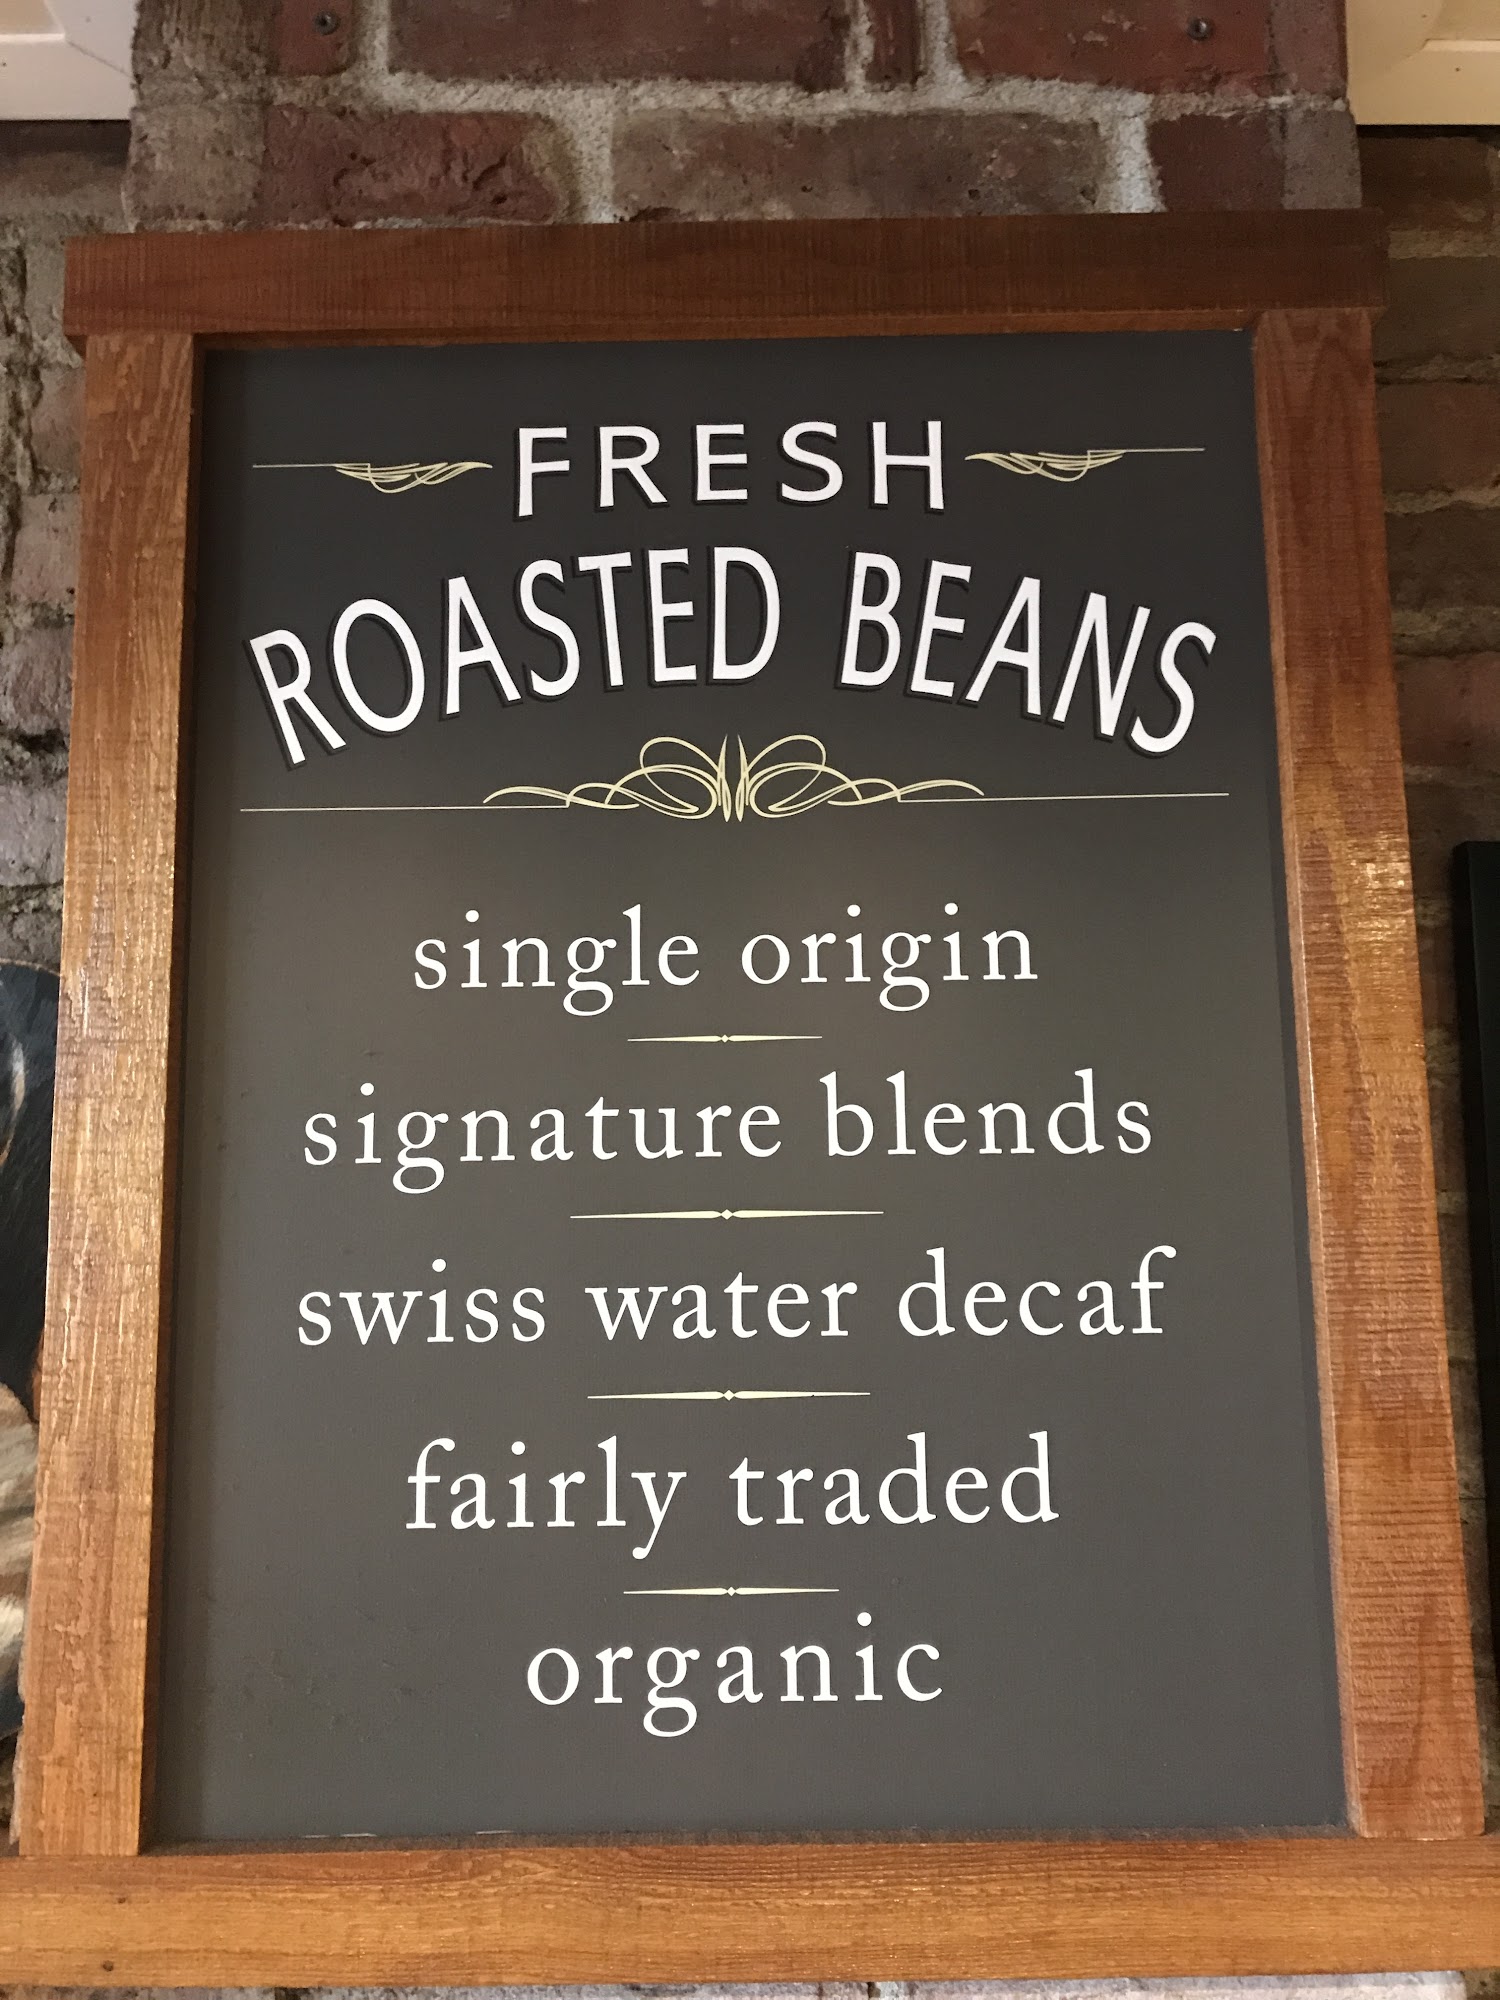 FRESH
ROASTED BEANS
single origin
signature blends
swiss water decaf
fairly traded
organic